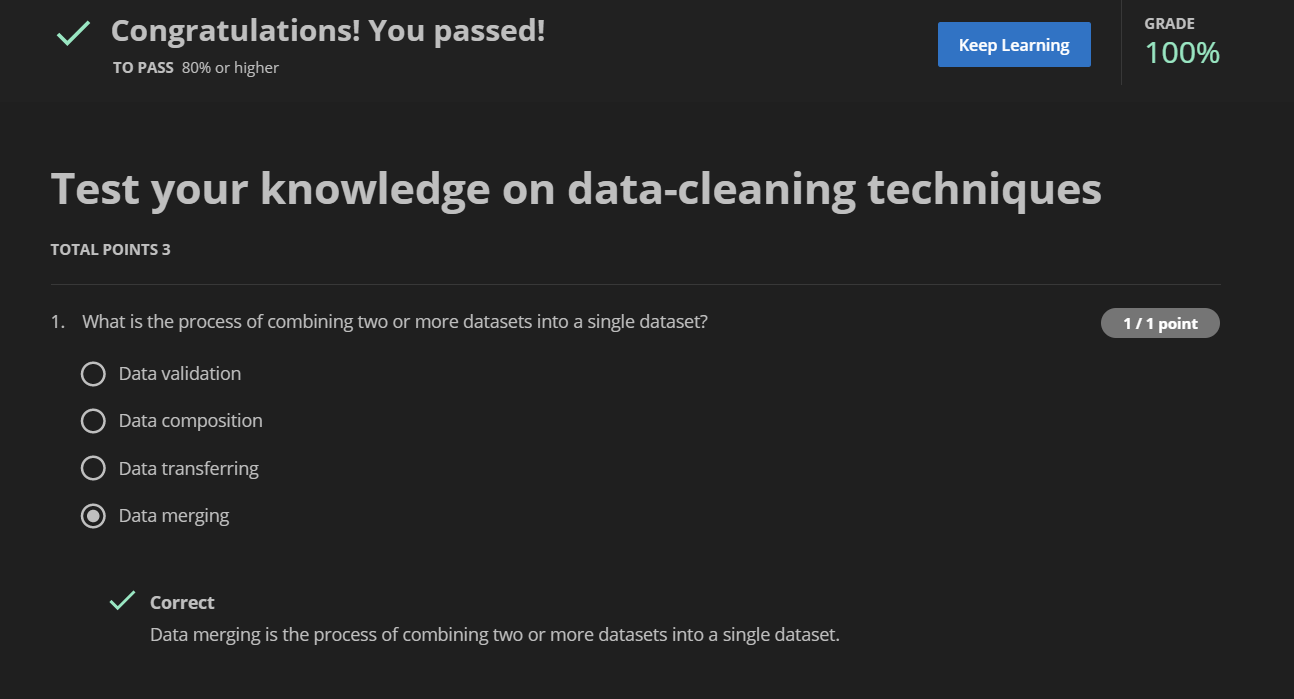 Congratulations! You passed!
TO PASS 80% or higher
Keep Learning
GRADE
100%
Test your knowledge on data-cleaning techniques
TOTAL POINTS 3
1. What is the process of combining two or more datasets into a single dataset?
1 / 1 point
Data validation
Data composition
Data transferring
Data merging
Correct
Data merging is the process of combining two or more datasets into a single dataset.